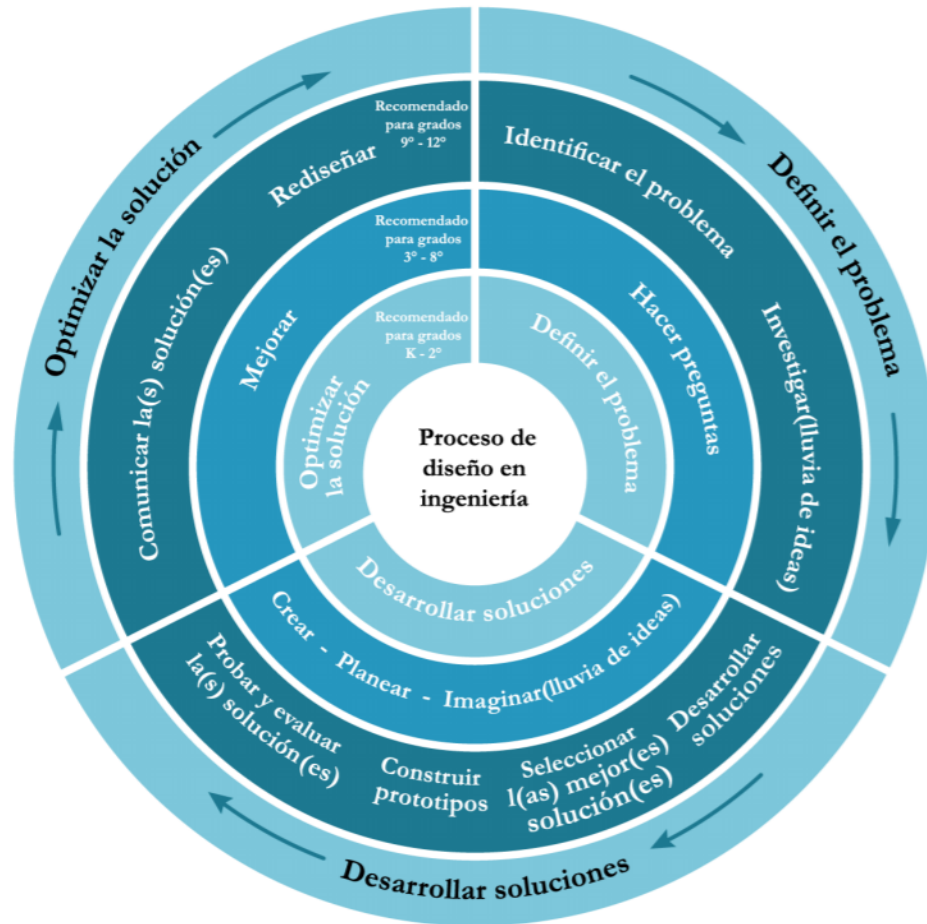 Proceso de
diseño en
ingeniería
Definir el problema
Desarrollar soluciones
Optimizar la solución
Recomendado
para grados
9° - 12°
Identificar el problema
Investigar(lluvia de ideas)
Desarrollar
soluciones
Seleccionar
l(as) mejor(es)
solución(es)
Construir
prototipos
Probar y evaluar
la(s) solución(es)
Comunicar la(s) solución(es)
Rediseñar
Recomendado
para grados
3° - 8°
Hacer preguntas
Crear - Planear - Imaginar(lluvia de ideas)
Mejorar
Recomendado
para grados
K - 2°
Definir el problema
Desarrollar soluciones
Optimizar
la solución